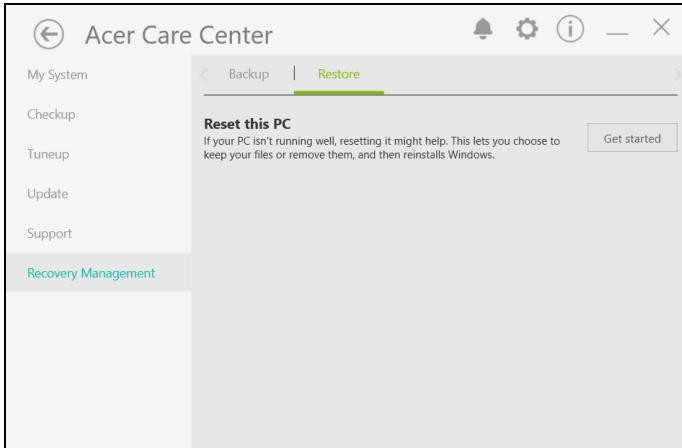 Acer Care Center
My System
Checkup
Tuneup
Update
Support
Recovery Management
Backup
Restore
Reset this PC
If your PC isn't running well, resetting it might help. This lets you choose to
keep your files or remove them, and then reinstalls Windows.
Get started